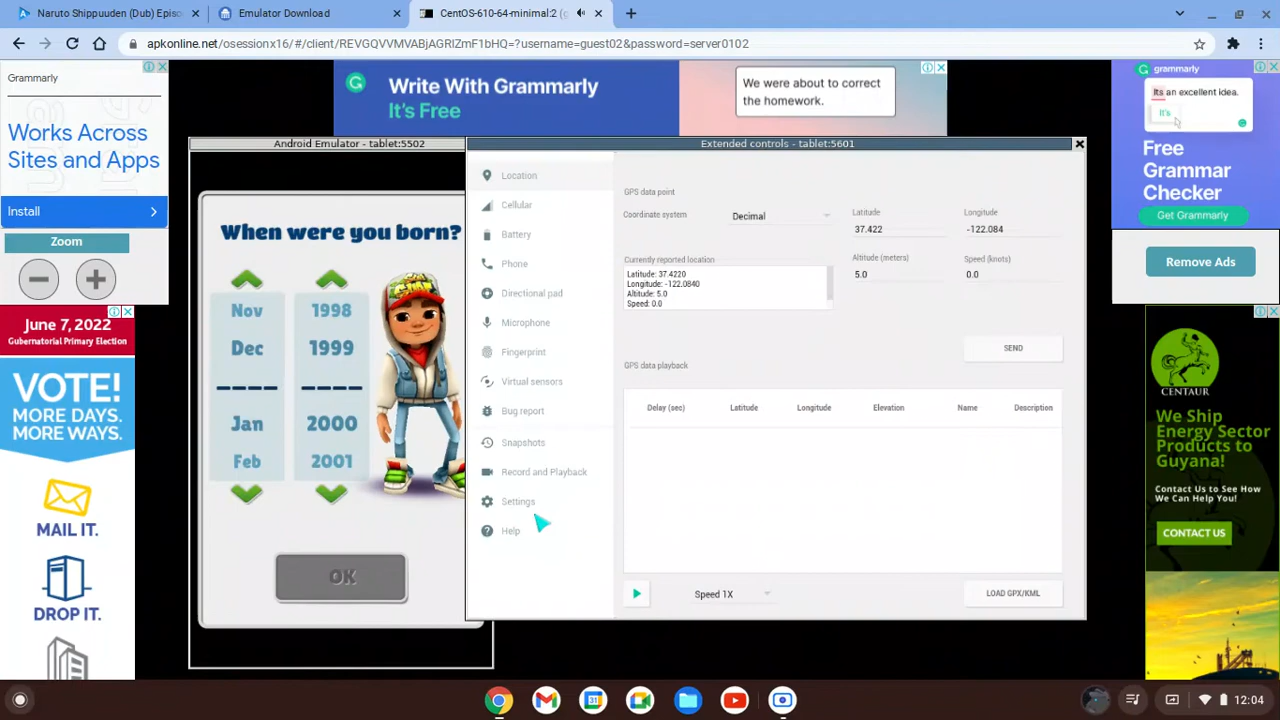 Naruto Shippuden (Dub) Episo
Emulator Download
CentOS-610-64-minimal:2 (g
apkonline.net/osessionx16/#/client/REVGQVVMVABjAGRIZmF1bHQ=?username=guest02&password=server0102
Grammarly
Works Across
Sites and Apps
Install
Zoom
Write With Grammarly
It's Free
We were about to correct
the homework.
grammarly
Its an excellent idea.
It's
Free
Grammar
Checker
Get Grammarly
Remove Ads
Android Emulator - tablet:5502
When were you born?
Nov
1998
Dec
1999
Jan
2000
Feb
2001
OK
Extended controls - tablet:5601
Location
Cellular
Battery
Phone
Directional pad
Microphone
Fingerprint
Virtual sensors
Bug report
Snapshots
Record and Playback
Settings
Help
GPS data point
Coordinate system
Decimal
Latitude
37.422
Longitude
-122.084
Currently reported location
Latitude: 37.4220
Longitude: -122.0840
Altitude: 5.0
Speed: 0.0
Altitude (meters)
5.0
Speed (knots)
0.0
SEND
GPS data playback
Delay (sec)
Latitude
Longitude
Elevation
Name
Description
Speed 1X
LOAD GPX/KML
June 7, 2022
Gubernatorial Primary Election
VOTE!
MORE DAYS.
MORE WAYS.
MAIL IT.
DROP IT.
CENTAUR
We Ship
Energy Sector
Products to
Guyana!
Contact Us to See How
We Can Help You!
CONTACT US
31
12:04